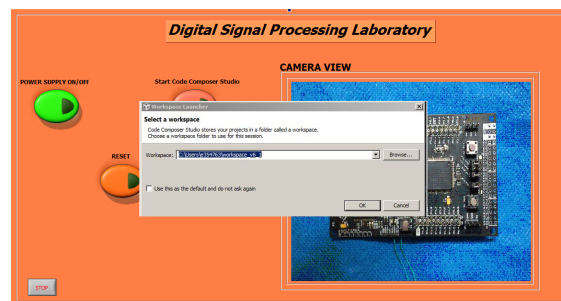 Digital Signal Processing Laboratory
CAMERA VIEW
POWER SUPPLY ON/OFF
Start Code Composer Studio
Workspace Launcher
Select a workspace
Code Composer Studio stores your projects in a folder called a workspace.
Choose a workspace folder to use for this session.
Workspace:
Browse...
RESET
Use this as the default and do not ask again
OK
Cancel
STOP